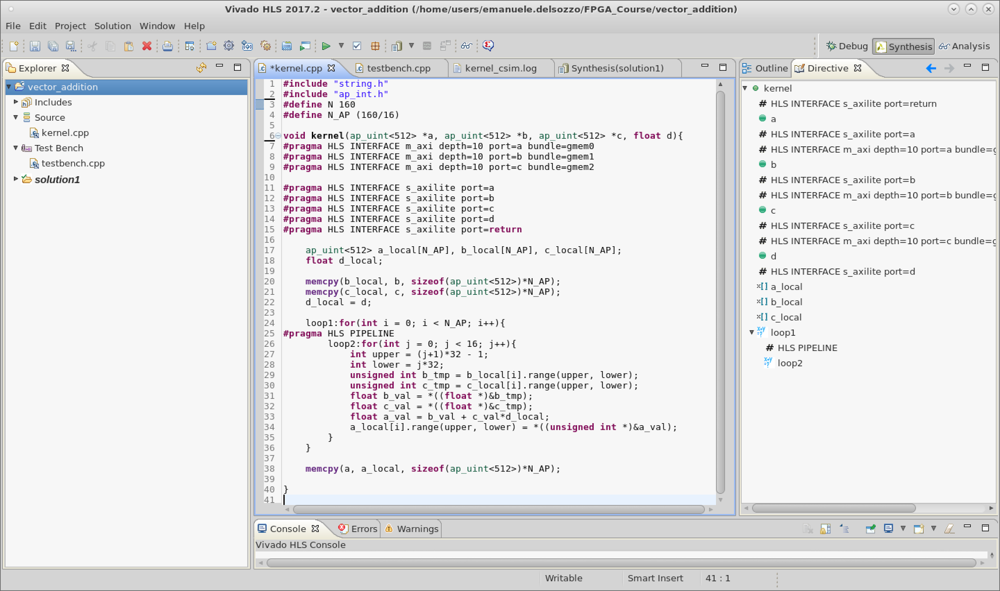 Vivado HLS 2017.2 - vector_addition (/home/users/emanuele.delsozzo/FPGA_Course/vector_addition)
File Edit Project Solution Window Help
Debug Synthesis Analysis
Explorer
vector_addition
Includes
Source
kernel.cpp
Test Bench
testbench.cpp
solution1
*kernel.cpp testbench.cpp kernel_csim.log Synthesis(solution1)
1 #include "string.h"
2 #include "ap_int.h"
3 #define N 160
4 #define N_AP (160/16)
5
6 void kernel(ap_uint<512> *a, ap_uint<512> *b, ap_uint<512> *c, float d){
7 #pragma HLS INTERFACE m_axi depth=10 port=a bundle=gmem0
8 #pragma HLS INTERFACE m_axi depth=10 port=b bundle=gmem1
9 #pragma HLS INTERFACE m_axi depth=10 port=c bundle=gmem2
10
11 #pragma HLS INTERFACE s_axilite port=a
12 #pragma HLS INTERFACE s_axilite port=b
13 #pragma HLS INTERFACE s_axilite port=c
14 #pragma HLS INTERFACE s_axilite port=d
15 #pragma HLS INTERFACE s_axilite port=return
16
17 ap_uint<512> a_local[N_AP], b_local[N_AP], c_local[N_AP];
18 float d_local;
19
20 memcpy(b_local, b, sizeof(ap_uint<512>)*N_AP);
21 memcpy(c_local, c, sizeof(ap_uint<512>)*N_AP);
22 d_local = d;
23
24 loop1:for(int i = 0; i < N_AP; i++){
25 #pragma HLS PIPELINE
26 loop2:for(int j = 0; j < 16; j++){
27 int upper = (j+1)*32 - 1;
28 int lower = j*32;
29 unsigned int b_tmp = b_local[i].range(upper, lower);
30 unsigned int c_tmp = c_local[i].range(upper, lower);
31 float b_val = *((float *)&b_tmp);
32 float c_val = *((float *)&c_tmp);
33 float a_val = b_val + c_val*d_local;
34 a_local[i].range(upper, lower) = *((unsigned int *)&a_val);
35 }
36 }
37
38 memcpy(a, a_local, sizeof(ap_uint<512>)*N_AP);
39
40 }
41
Outline Directive
kernel
# HLS INTERFACE s_axilite port=return
a
# HLS INTERFACE s_axilite port=a
# HLS INTERFACE m_axi depth=10 port=a bundle=g
b
# HLS INTERFACE s_axilite port=b
# HLS INTERFACE m_axi depth=10 port=b bundle=g
c
# HLS INTERFACE s_axilite port=c
# HLS INTERFACE m_axi depth=10 port=c bundle=g
d
# HLS INTERFACE s_axilite port=d
x[] a_local
x[] b_local
x[] c_local
loop1
# HLS PIPELINE
loop2
Console Errors Warnings
Vivado HLS Console
Writable Smart Insert 41 : 1